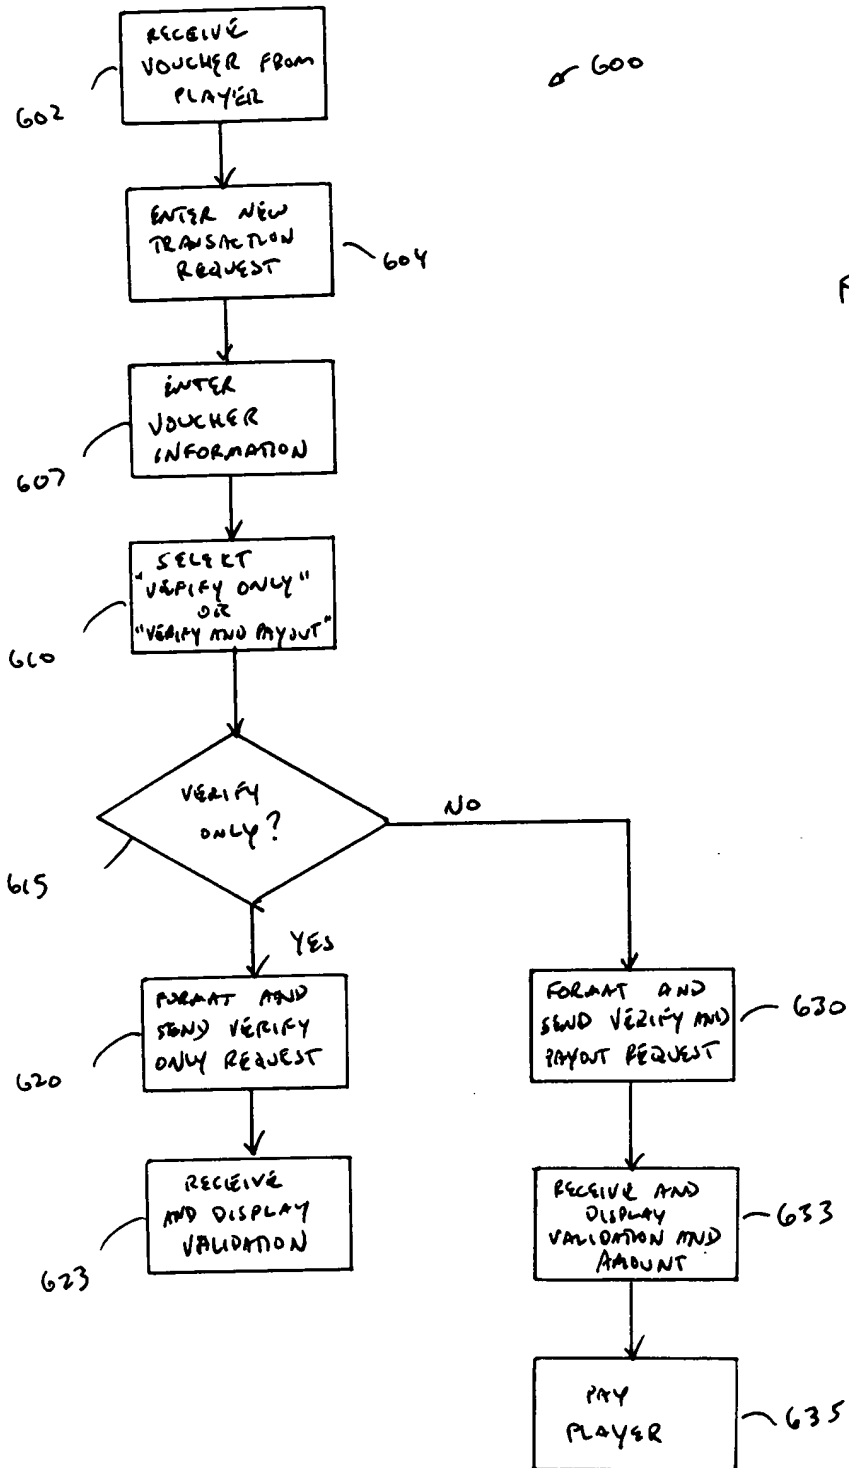 RECEIVE
VOUCHER FROM
PLAYER
602
600
ENTER NEW
TRANSACTION
REQUEST
604
F
ENTER
VOUCHER
INFORMATION
607
SELEKT
"VERIFY ONLY"
OR
"VERIFY AND PAYOUT"
610
VERIFY
ONLY?
NO
615
YES
FORMAT AND
SEND VERIFY
ONLY REQUEST
620
FORMAT AND
SEND VERIFY AND
PAYOUT REQUEST
630
RECEIVE
AND DISPLAY
VALIDATION
623
RECEIVE AND
DISPLAY
VALIDATION AND
AMOUNT
633
PAY
PLAYER
635